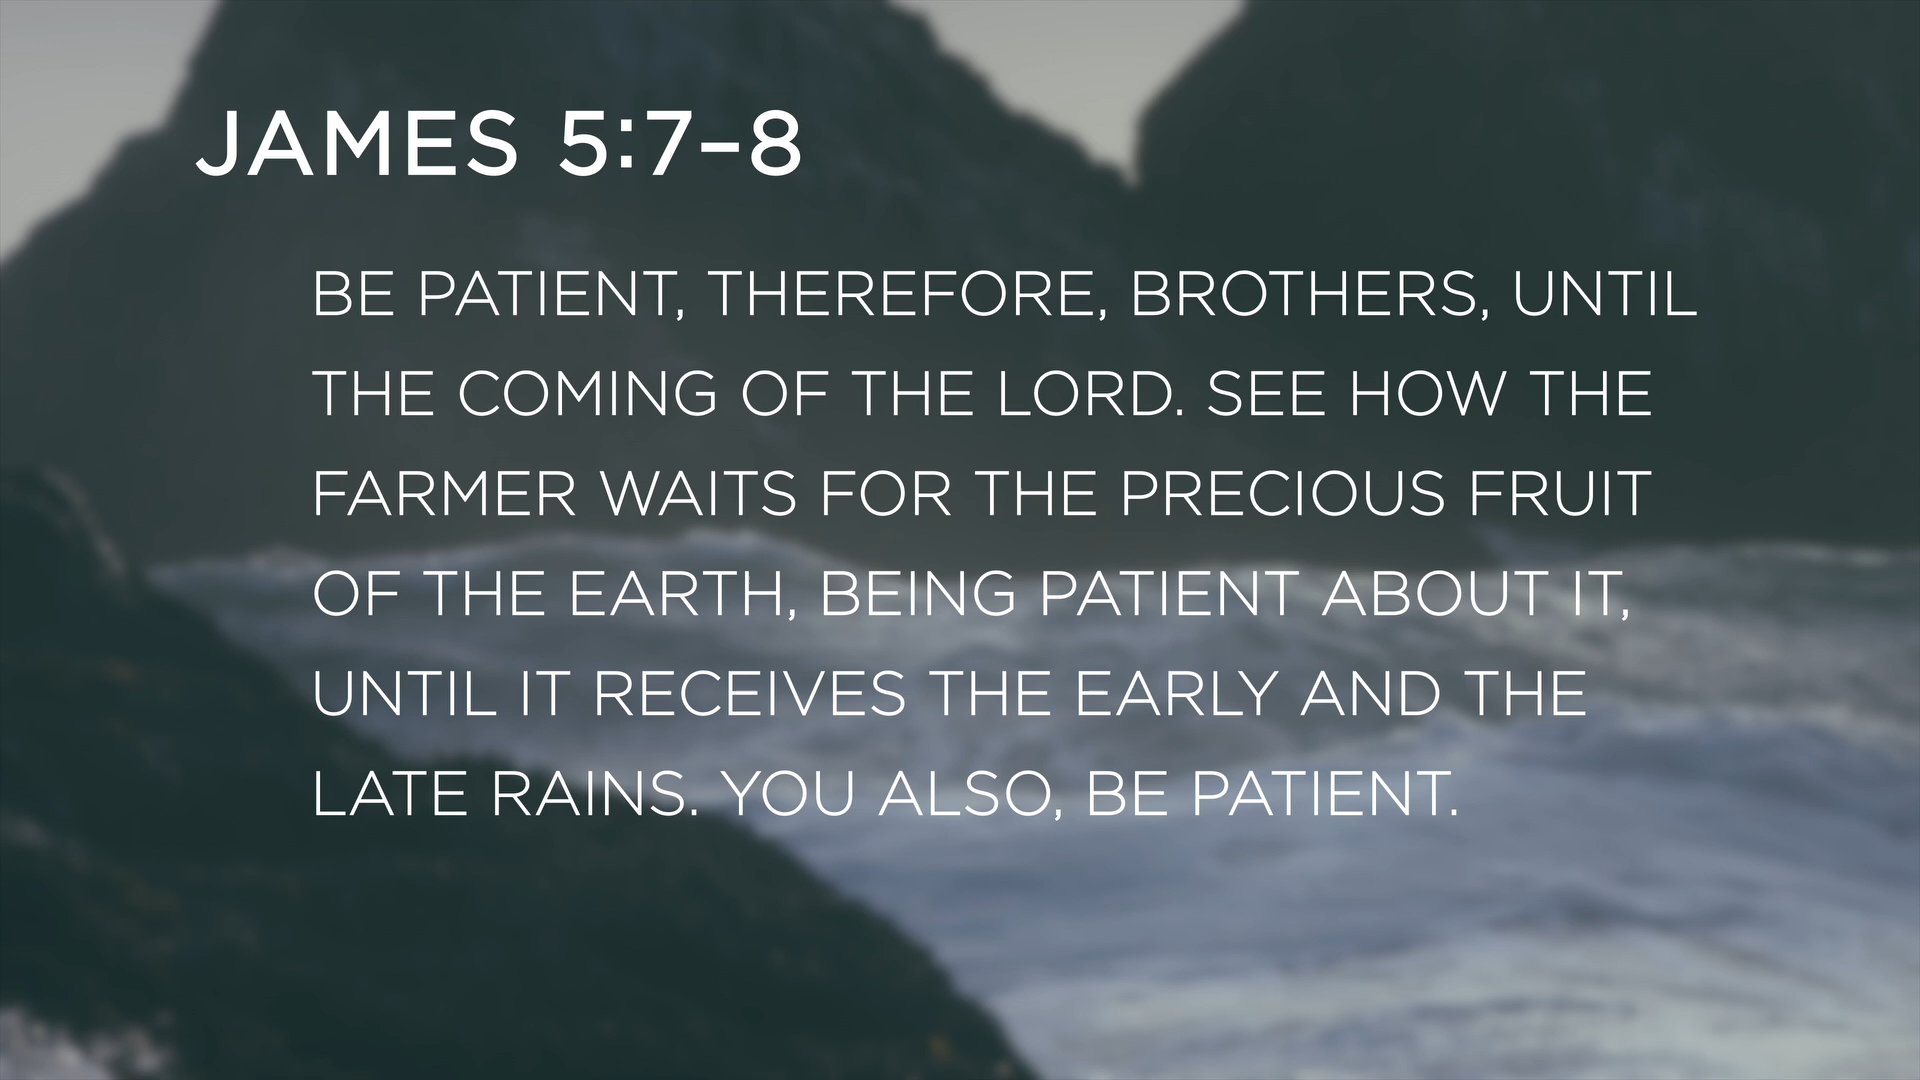 JAMES 5:7–8
BE PATIENT, THEREFORE, BROTHERS, UNTIL
THE COMING OF THE LORD. SEE HOW THE
FARMER WAITS FOR THE PRECIOUS FRUIT
OF THE EARTH, BEING PATIENT ABOUT IT,
UNTIL IT RECEIVES THE EARLY AND THE
LATE RAINS. YOU ALSO, BE PATIENT.